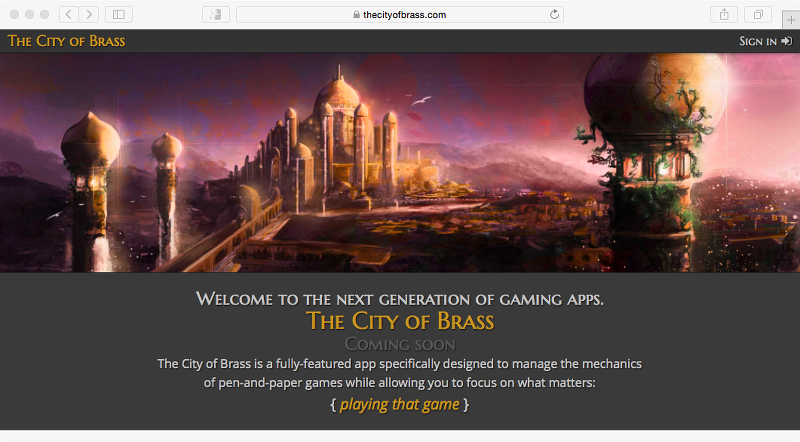 thecityofbrass.com
The City of Brass
Sign in
Welcome to the next generation of gaming apps.
The City of Brass
Coming soon
The City of Brass is a fully-featured app specifically designed to manage the mechanics
of pen-and-paper games while allowing you to focus on what matters:
{ playing that game }